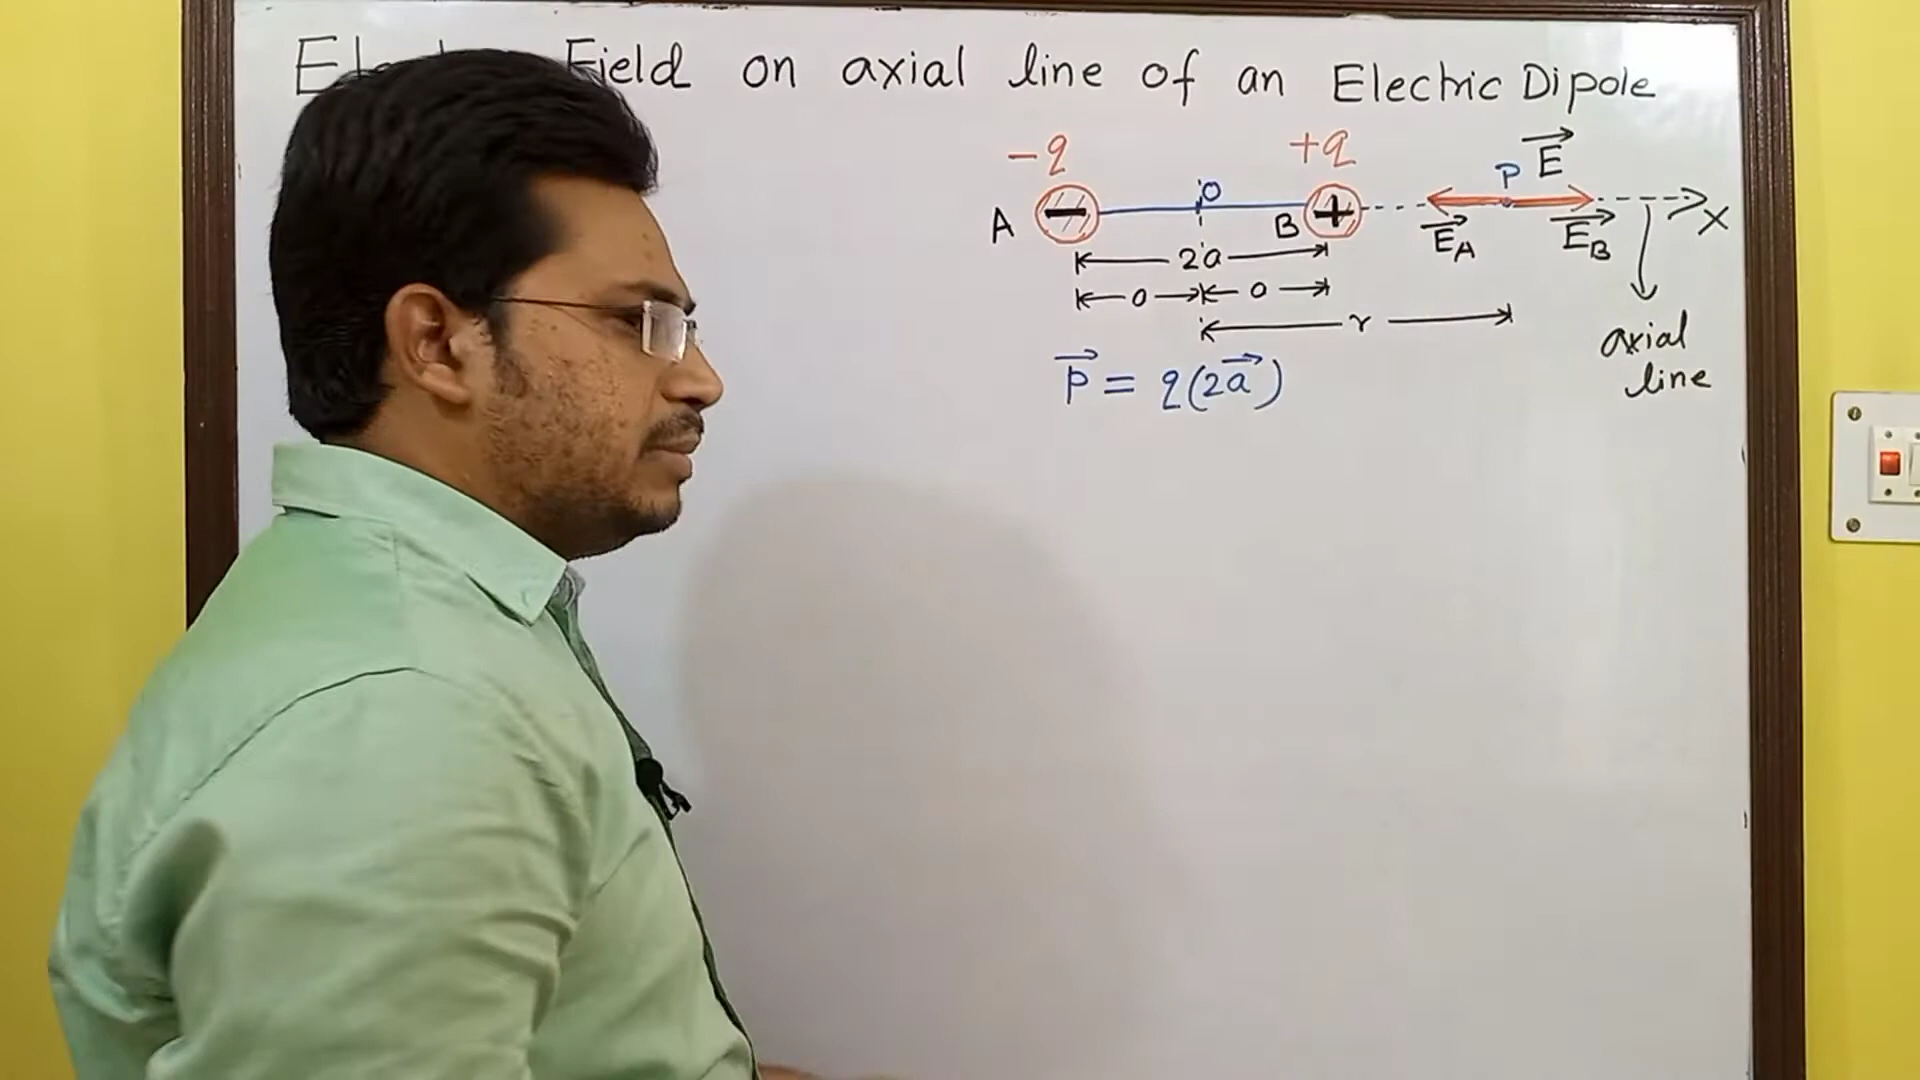 Field on axial line of an Electric Dipole
-q +q P E
A O B E_A E_B X
2a
a a
r
axial
line
p = q(2a)